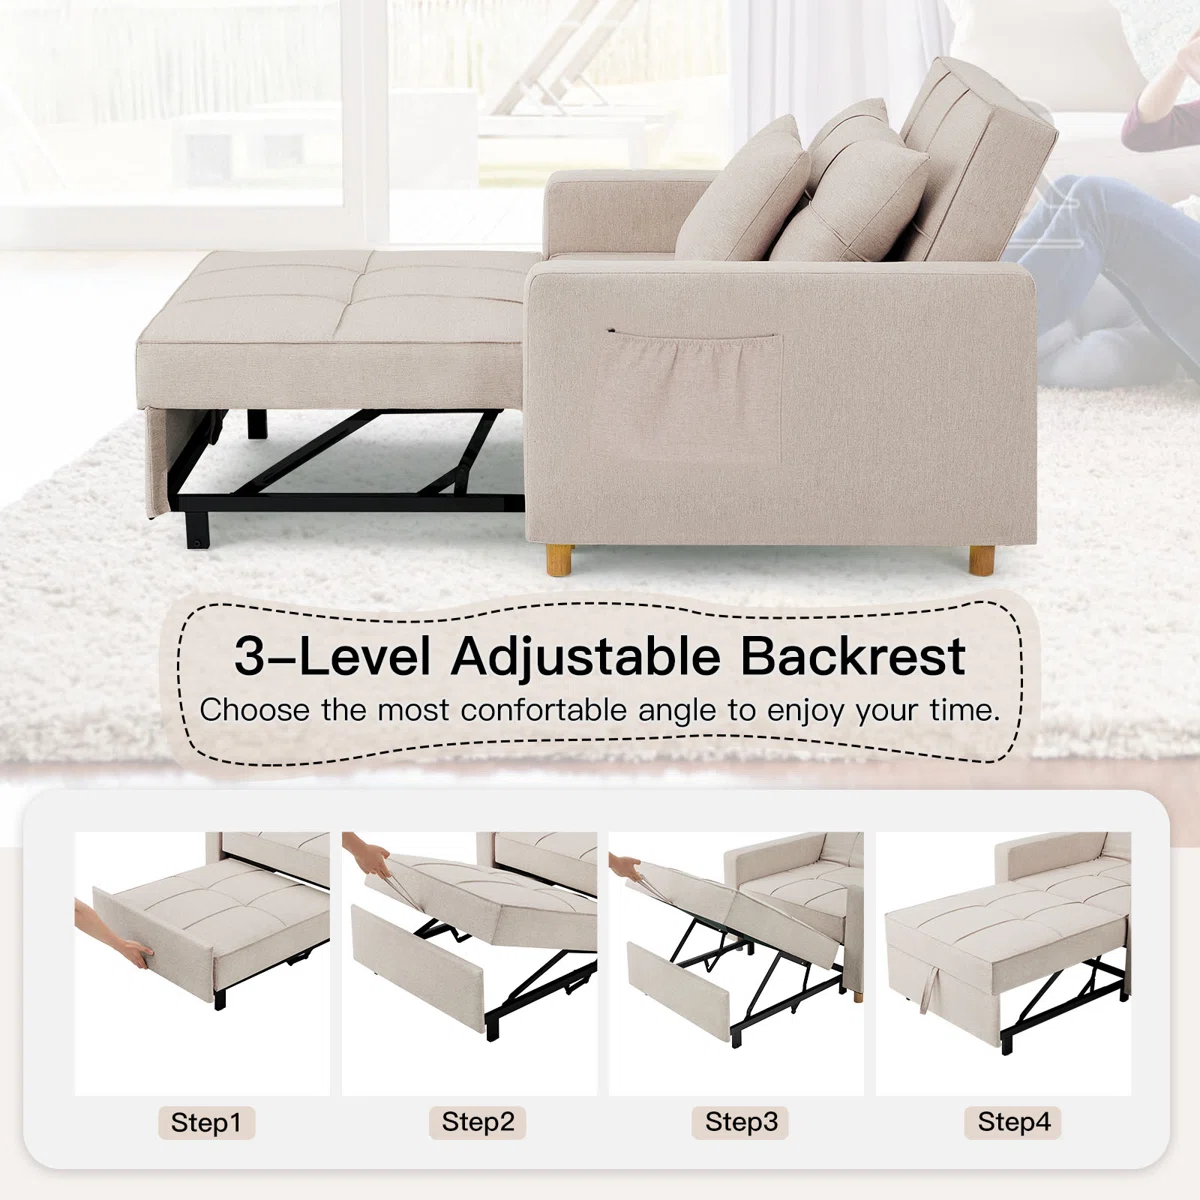 3-Level Adjustable Backrest
Choose the most confortable angle to enjoy your time.
Step1
Step2
Step3
Step4